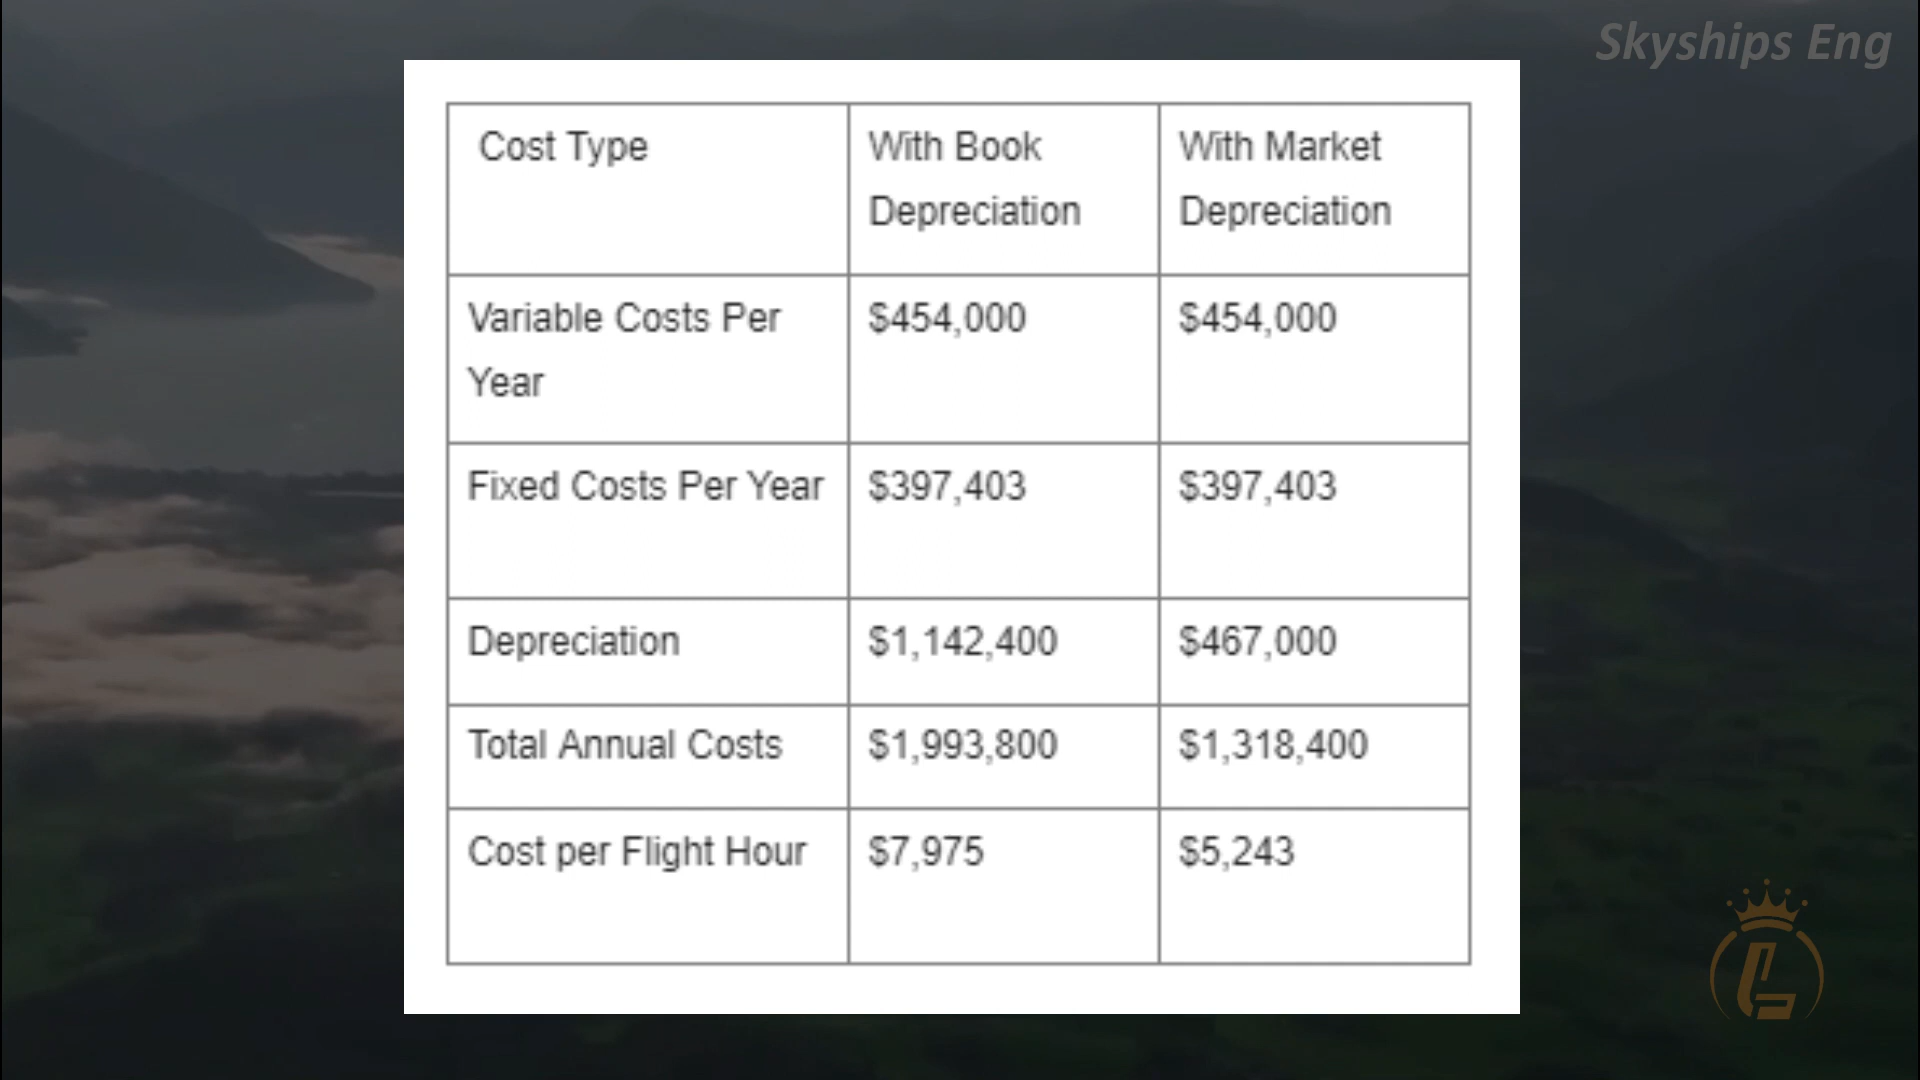 Skyships Eng
Cost Type
With Book
Depreciation
With Market
Depreciation
Variable Costs Per
Year
$454,000
$454,000
Fixed Costs Per Year
$397,403
$397,403
Depreciation
$1,142,400
$467,000
Total Annual Costs
$1,993,800
$1,318,400
Cost per Flight Hour
$7,975
$5,243